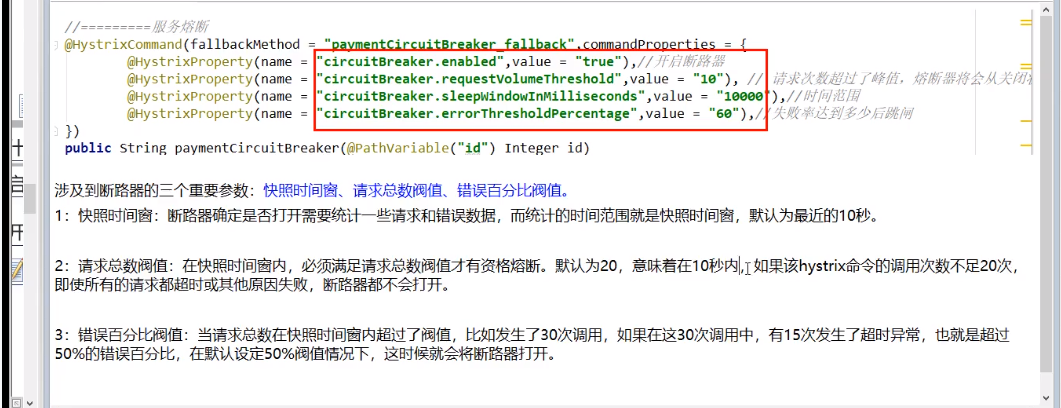 //=========服务熔断
@HystrixCommand(fallbackMethod = "paymentCircuitBreaker_fallback",commandProperties = {
@HystrixProperty(name = "circuitBreaker.enabled",value = "true"),//开启断路器
@HystrixProperty(name = "circuitBreaker.requestVolumeThreshold",value = "10"), // 请求次数超过了峰值，熔断器将会从关闭
@HystrixProperty(name = "circuitBreaker.sleepWindowInMilliseconds",value = "10000"),//时间范围
@HystrixProperty(name = "circuitBreaker.errorThresholdPercentage",value = "60"),//失败率达到多少后跳闸
})
public String paymentCircuitBreaker(@PathVariable("id") Integer id)
涉及到断路器的三个重要参数：快照时间窗、请求总数阀值、错误百分比阀值。
1：快照时间窗：断路器确定是否打开需要统计一些请求和错误数据，而统计的时间范围就是快照时间窗，默认为最近的10秒。
2：请求总数阀值：在快照时间窗内，必须满足请求总数阀值才有资格熔断。默认为20，意味着在10秒内，如果该hystrix命令的调用次数不足20次，
即使所有的请求都超时或其他原因失败，断路器都不会打开。
3：错误百分比阀值：当请求总数在快照时间窗内超过了阀值，比如发生了30次调用，如果在这30次调用中，有15次发生了超时异常，也就是超过
50%的错误百分比，在默认设定50%阀值情况下，这时候就会将断路器打开。